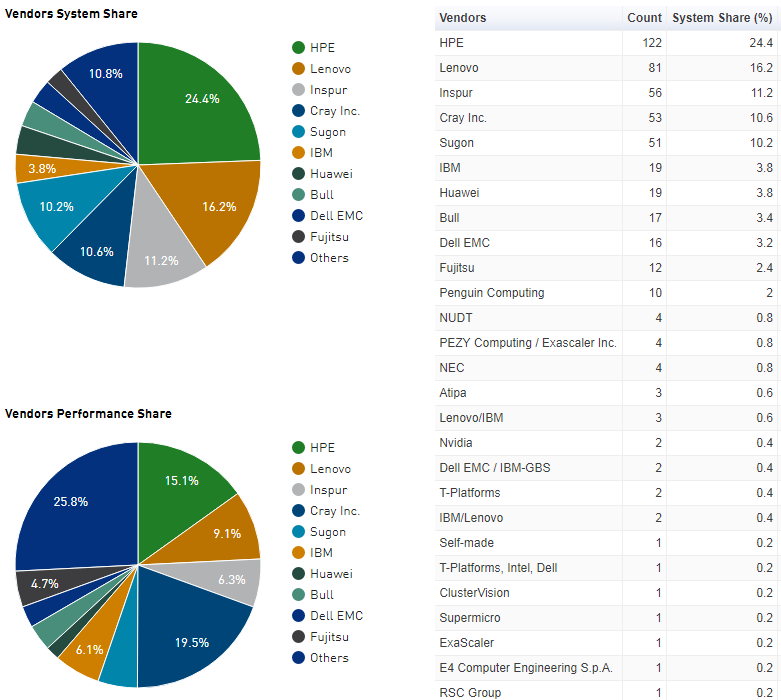 Vendors System Share
10.8%
24.4%
3.8%
10.2%
16.2%
10.6%
11.2%
HPE
Lenovo
Inspur
Cray Inc.
Sugon
IBM
Huawei
Bull
Dell EMC
Fujitsu
Others
Vendors Performance Share
15.1%
25.8%
9.1%
4.7%
6.3%
19.5%
6.1%
HPE
Lenovo
Inspur
Cray Inc.
Sugon
IBM
Huawei
Bull
Dell EMC
Fujitsu
Others
Vendors Count System Share (%)
HPE 122 24.4
Lenovo 81 16.2
Inspur 56 11.2
Cray Inc. 53 10.6
Sugon 51 10.2
IBM 19 3.8
Huawei 19 3.8
Bull 17 3.4
Dell EMC 16 3.2
Fujitsu 12 2.4
Penguin Computing 10 2
NUDT 4 0.8
PEZY Computing / Exascaler Inc. 4 0.8
NEC 4 0.8
Atipa 3 0.6
Lenovo/IBM 3 0.6
Nvidia 2 0.4
Dell EMC / IBM-GBS 2 0.4
T-Platforms 2 0.4
IBM/Lenovo 2 0.4
Self-made 1 0.2
T-Platforms, Intel, Dell 1 0.2
ClusterVision 1 0.2
Supermicro 1 0.2
ExaScaler 1 0.2
E4 Computer Engineering S.p.A. 1 0.2
RSC Group 1 0.2